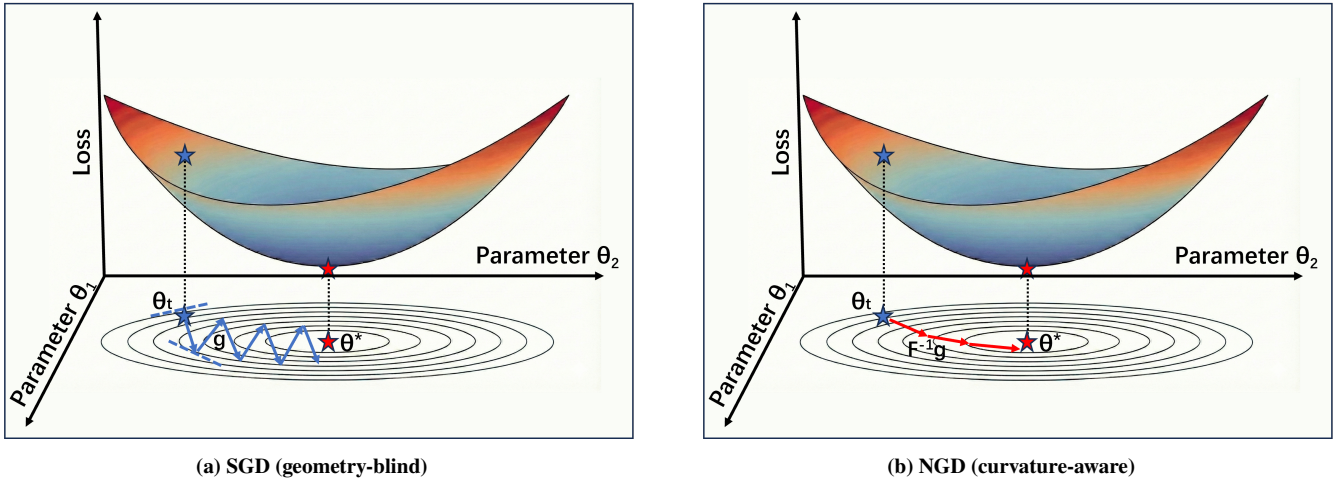 Loss
Parameter θ₂
Parameter θ₁
θt
g
θ*
(a) SGD (geometry-blind)
Loss
Parameter θ₂
Parameter θ₁
θt
F⁻¹g
θ*
(b) NGD (curvature-aware)